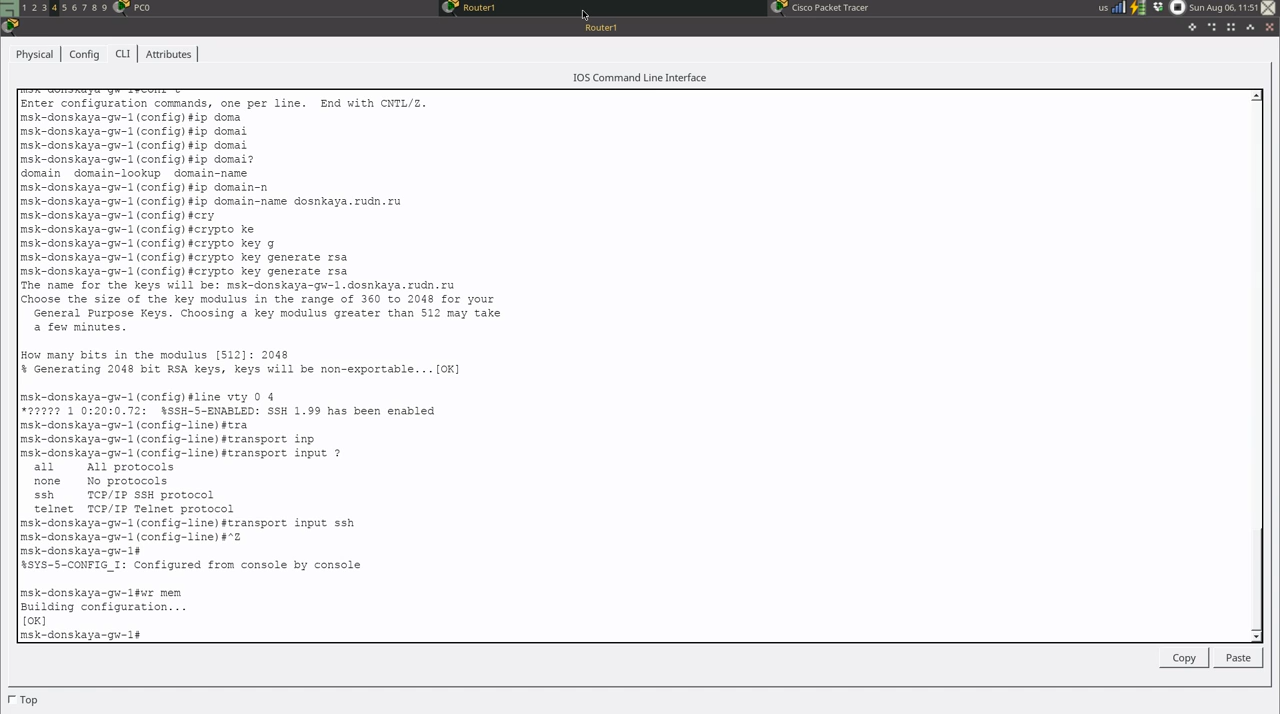 1 2 3 4 5 6 7 8 9 PC0 Router1 Cisco Packet Tracer us Sun Aug 06, 11:51
Router1
Physical Config CLI Attributes
IOS Command Line Interface
msk-donskaya-gw-1#conf t
Enter configuration commands, one per line.  End with CNTL/Z.
msk-donskaya-gw-1(config)#ip doma
msk-donskaya-gw-1(config)#ip domai
msk-donskaya-gw-1(config)#ip domai
msk-donskaya-gw-1(config)#ip domai?
domain  domain-lookup  domain-name
msk-donskaya-gw-1(config)#ip domain-n
msk-donskaya-gw-1(config)#ip domain-name dosnkaya.rudn.ru
msk-donskaya-gw-1(config)#cry
msk-donskaya-gw-1(config)#crypto ke
msk-donskaya-gw-1(config)#crypto key g
msk-donskaya-gw-1(config)#crypto key generate rsa
msk-donskaya-gw-1(config)#crypto key generate rsa
The name for the keys will be: msk-donskaya-gw-1.dosnkaya.rudn.ru
Choose the size of the key modulus in the range of 360 to 2048 for your
  General Purpose Keys. Choosing a key modulus greater than 512 may take
  a few minutes.
How many bits in the modulus [512]: 2048
% Generating 2048 bit RSA keys, keys will be non-exportable...[OK]
msk-donskaya-gw-1(config)#line vty 0 4
*????? 1 0:20:0.72:  %SSH-5-ENABLED: SSH 1.99 has been enabled
msk-donskaya-gw-1(config-line)#tra
msk-donskaya-gw-1(config-line)#transport inp
msk-donskaya-gw-1(config-line)#transport input ?
  all     All protocols
  none    No protocols
  ssh     TCP/IP SSH protocol
  telnet  TCP/IP Telnet protocol
msk-donskaya-gw-1(config-line)#transport input ssh
msk-donskaya-gw-1(config-line)#^Z
msk-donskaya-gw-1#
%SYS-5-CONFIG_I: Configured from console by console
msk-donskaya-gw-1#wr mem
Building configuration...
[OK]
msk-donskaya-gw-1#
Copy Paste
Top